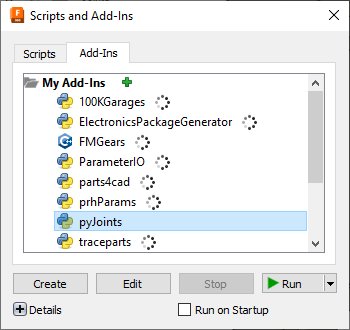 Scripts and Add-Ins
Scripts Add-Ins
My Add-Ins
100KGarages
ElectronicsPackageGenerator
FMGears
ParameterIO
parts4cad
prhParams
pyJoints
traceparts
Create Edit Stop Run
Details Run on Startup